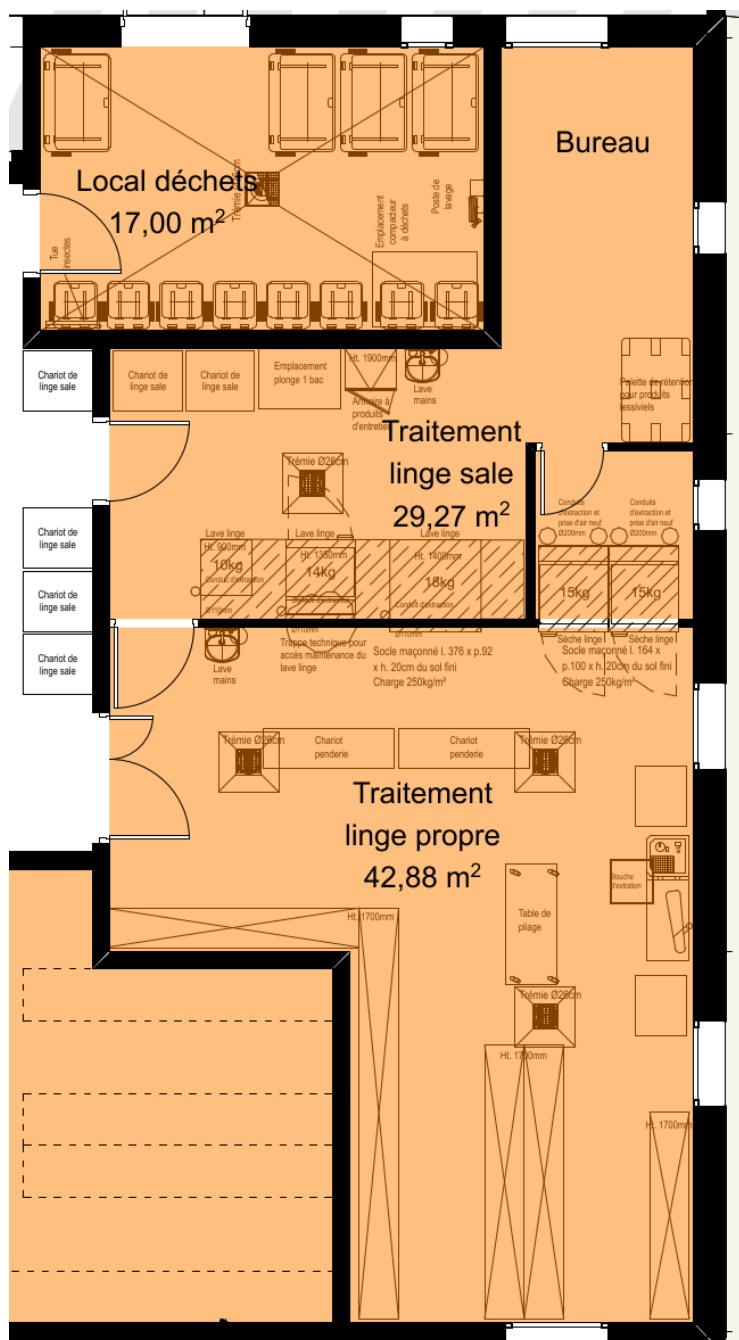 Bureau
Local déchets
17,00 m²
Tue
insectes
Emplacement
compacteur
à déchets
Poste de
lavage
Chariot de
linge sale
Chariot de
linge sale
Chariot de
linge sale
Emplacement
plonge 1 bac
Ht. 1900mm
Armoire à
produits
d'entretien
Lave
mains
Palette de rétention
pour produits
lessiviels
Traitement
linge sale
29,27 m²
Trémie Ø26cm
Conduits
d'extraction et
prise d'air neuf
Ø200mm
Conduits
d'extraction et
prise d'air neuf
Ø200mm
Chariot de
linge sale
Chariot de
linge sale
Chariot de
linge sale
Lave linge
Ht. 900mm
10kg
Conduit d'extraction
Ø110mm
Lave linge
Ht. 1380mm
14kg
Ø110mm
Lave linge
Ht. 1400mm
18kg
Conduit d'extraction
Ø110mm
15kg
15kg
Lave
mains
Trappe technique pour
accès maintenance du
lave linge
Socle maçonné l. 376 x p.92
x h. 20cm du sol fini
Charge 250kg/m²
Sèche linge
Sèche linge
Socle maçonné l. 164 x
p.100 x h. 20cm du sol fini
Charge 250kg/m²
Trémie Ø26cm
Chariot
penderie
Chariot
penderie
Trémie Ø26cm
Traitement
linge propre
42,88 m²
Bouche
d'extration
Table de
pliage
Ht. 1700mm
Trémie Ø26cm
Ht. 1700mm
Ht. 1700mm